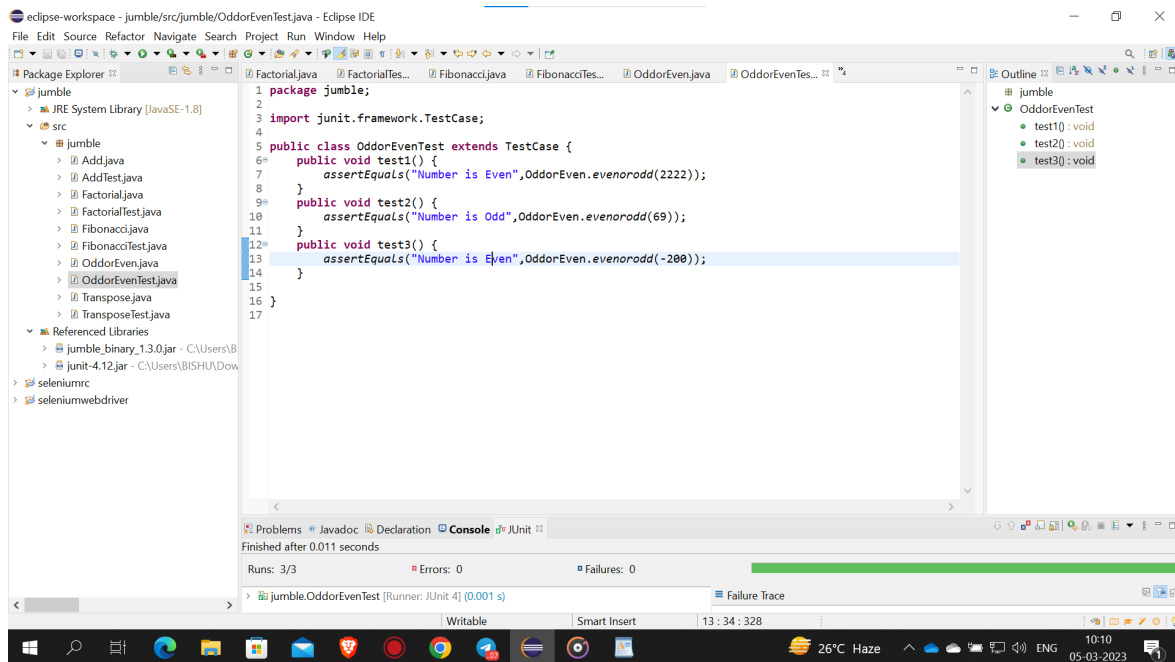 eclipse-workspace - jumble/src/jumble/OddorEvenTest.java - Eclipse IDE
File Edit Source Refactor Navigate Search Project Run Window Help
Package Explorer
jumble
JRE System Library [JavaSE-1.8]
src
jumble
Add.java
AddTest.java
Factorial.java
FactorialTest.java
Fibonacci.java
FibonacciTest.java
OddorEven.java
OddorEvenTest.java
Transpose.java
TransposeTest.java
Referenced Libraries
jumble_binary_1.3.0.jar - C:\Users\B
junit-4.12.jar - C:\Users\BISHU\Dow
seleniumrc
seleniumwebdriver
Factorial.java FactorialTes... Fibonacci.java FibonacciTes... OddorEven.java OddorEvenTes... »4
1 package jumble;
2
3 import junit.framework.TestCase;
4
5 public class OddorEvenTest extends TestCase {
6 public void test1() {
7 assertEquals("Number is Even",OddorEven.evenorodd(2222));
8 }
9 public void test2() {
10 assertEquals("Number is Odd",OddorEven.evenorodd(69));
11 }
12 public void test3() {
13 assertEquals("Number is Even",OddorEven.evenorodd(-200));
14 }
15
16 }
17
Outline
jumble
OddorEvenTest
test1() : void
test2() : void
test3() : void
Problems Javadoc Declaration Console JUnit
Finished after 0.011 seconds
Runs: 3/3 Errors: 0 Failures: 0
jumble.OddorEvenTest [Runner: JUnit 4] (0.001 s)
Failure Trace
Writable Smart Insert 13 : 34 : 328
26°C Haze ENG 10:10
05-03-2023